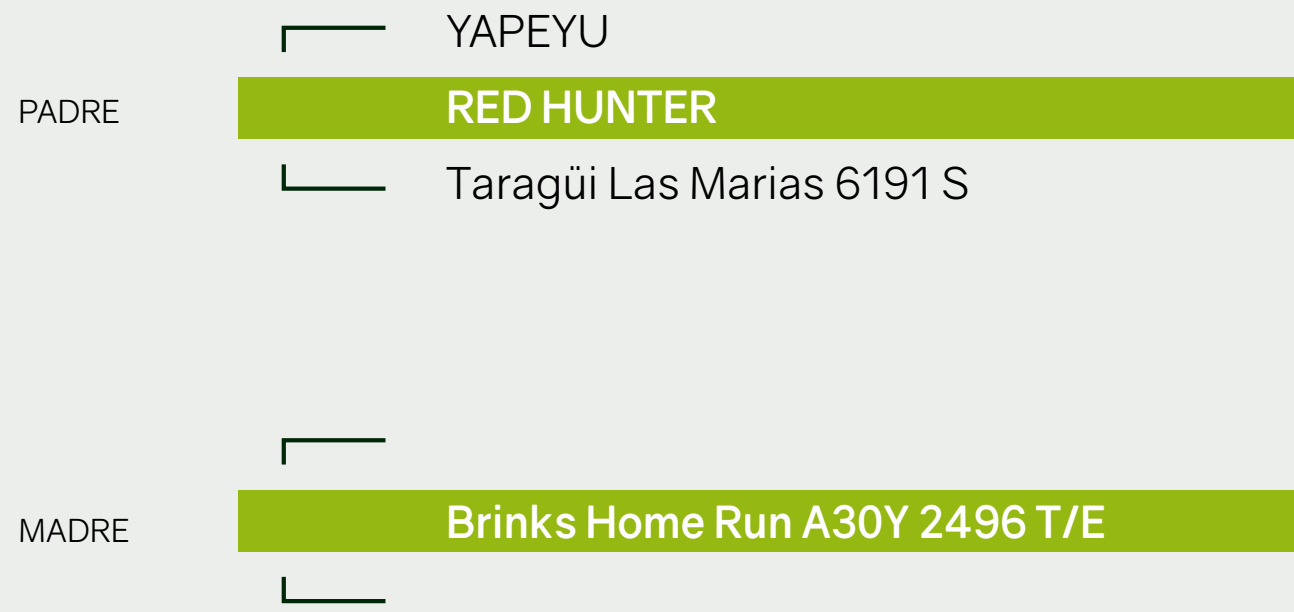 YAPEYU
PADRE
RED HUNTER
Taragüi Las Marias 6191 S
MADRE
Brinks Home Run A30Y 2496 T/E